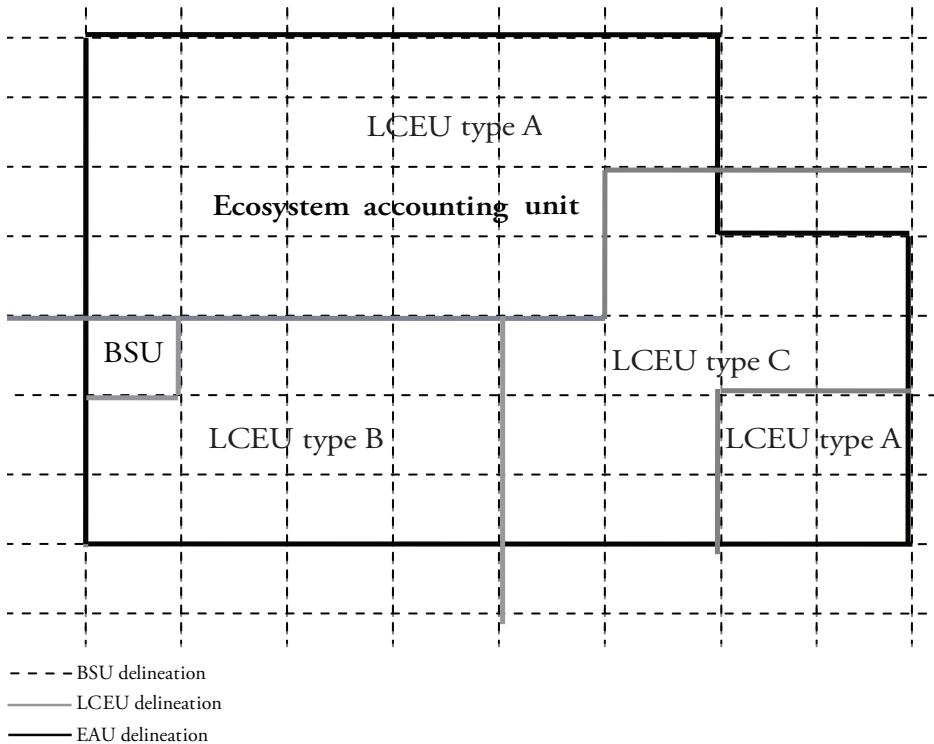 LCEU type A
Ecosystem accounting unit
BSU
LCEU type C
LCEU type B
LCEU type A
BSU delineation
LCEU delineation
EAU delineation